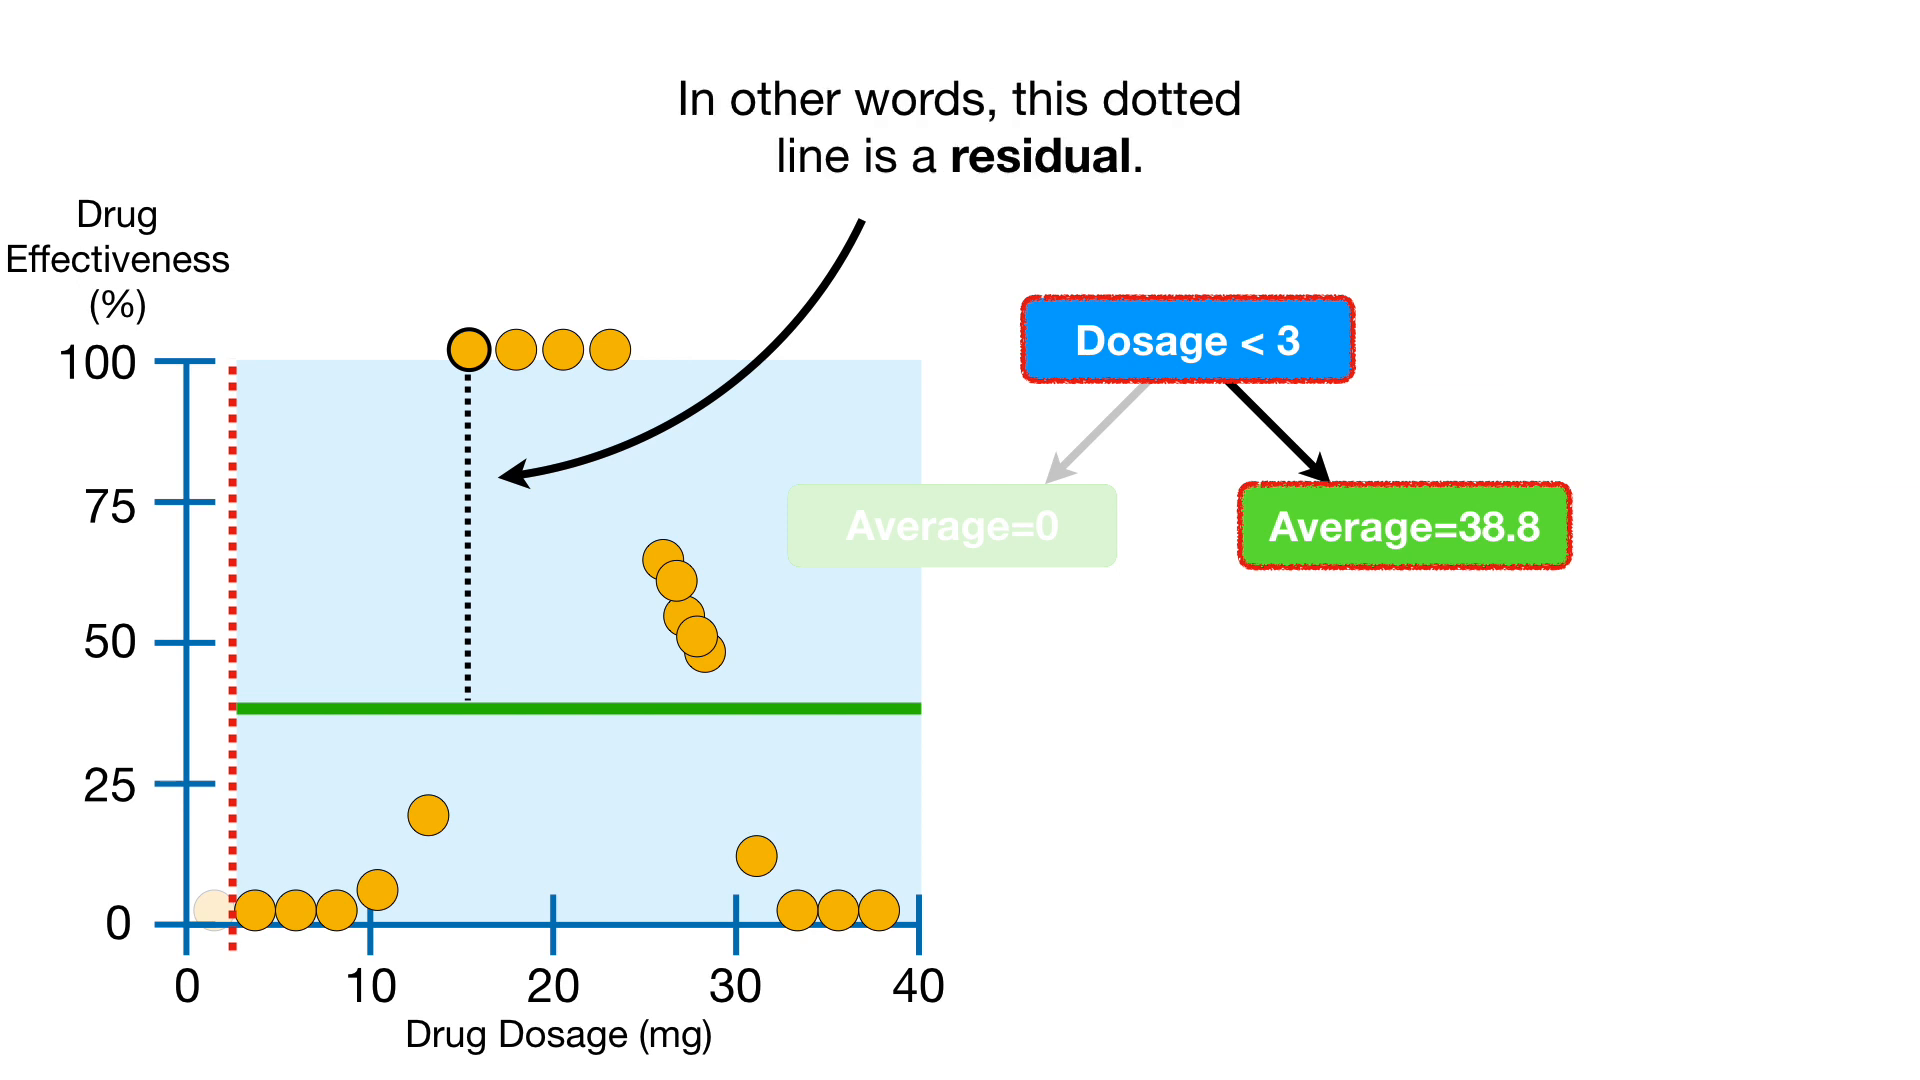 In other words, this dotted
line is a residual.
Drug
Effectiveness
(%)
Dosage < 3
Average=0
Average=38.8
100
75
50
25
0
0 10 20 30 40
Drug Dosage (mg)